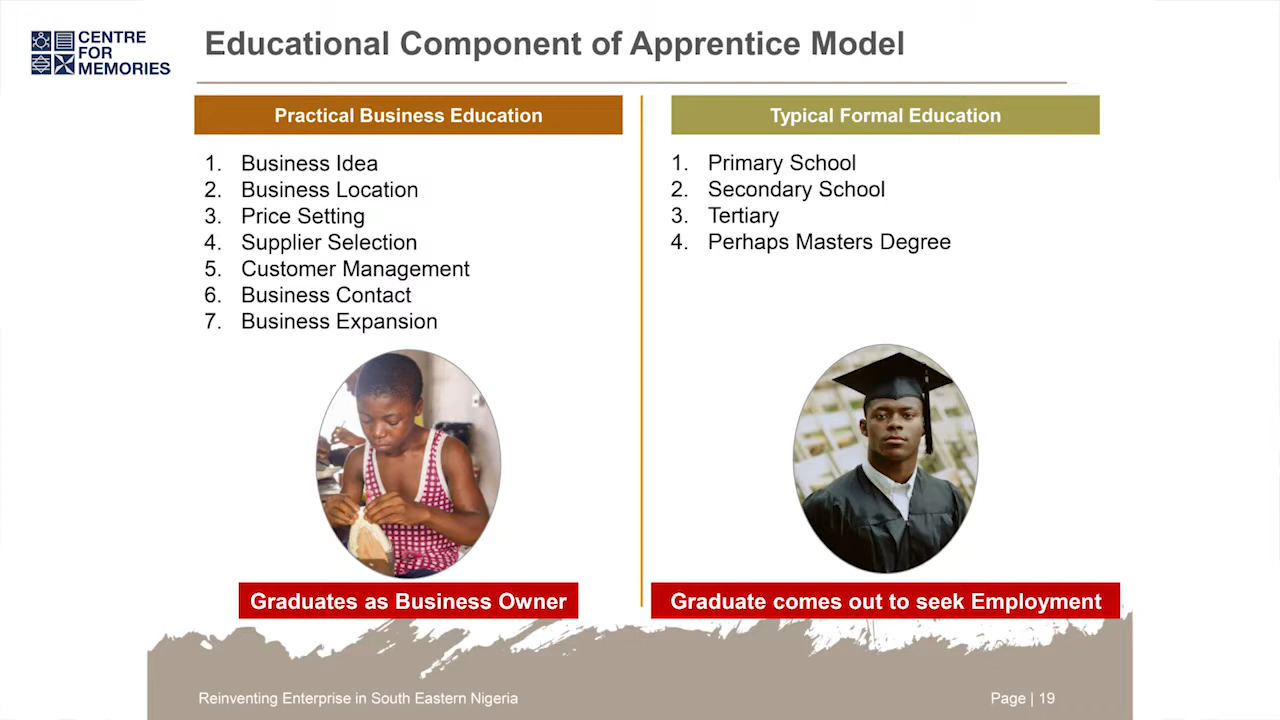 CENTRE
FOR
MEMORIES
Educational Component of Apprentice Model
Practical Business Education
1. Business Idea
2. Business Location
3. Price Setting
4. Supplier Selection
5. Customer Management
6. Business Contact
7. Business Expansion
Graduates as Business Owner
Typical Formal Education
1. Primary School
2. Secondary School
3. Tertiary
4. Perhaps Masters Degree
Graduate comes out to seek Employment
Reinventing Enterprise in South Eastern Nigeria
Page | 19